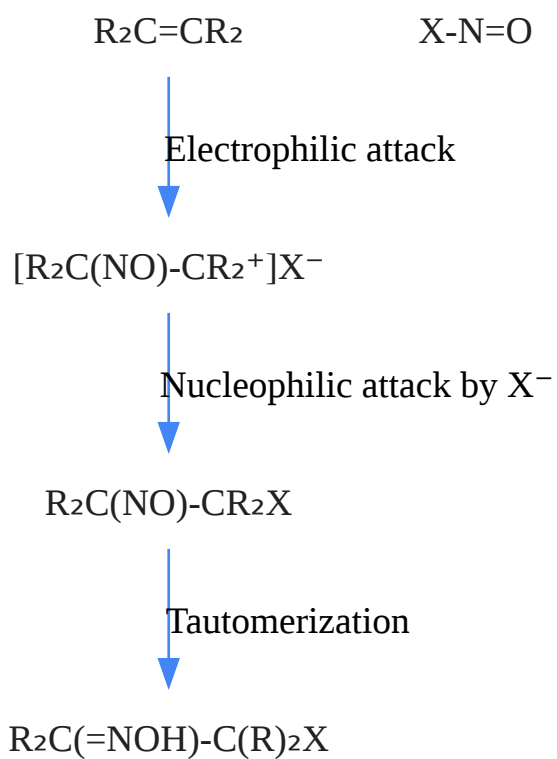 R₂C=CR₂ X-N=O
Electrophilic attack
[R₂C(NO)-CR₂⁺]X⁻
Nucleophilic attack by X⁻
R₂C(NO)-CR₂X
Tautomerization
R₂C(=NOH)-C(R)₂X